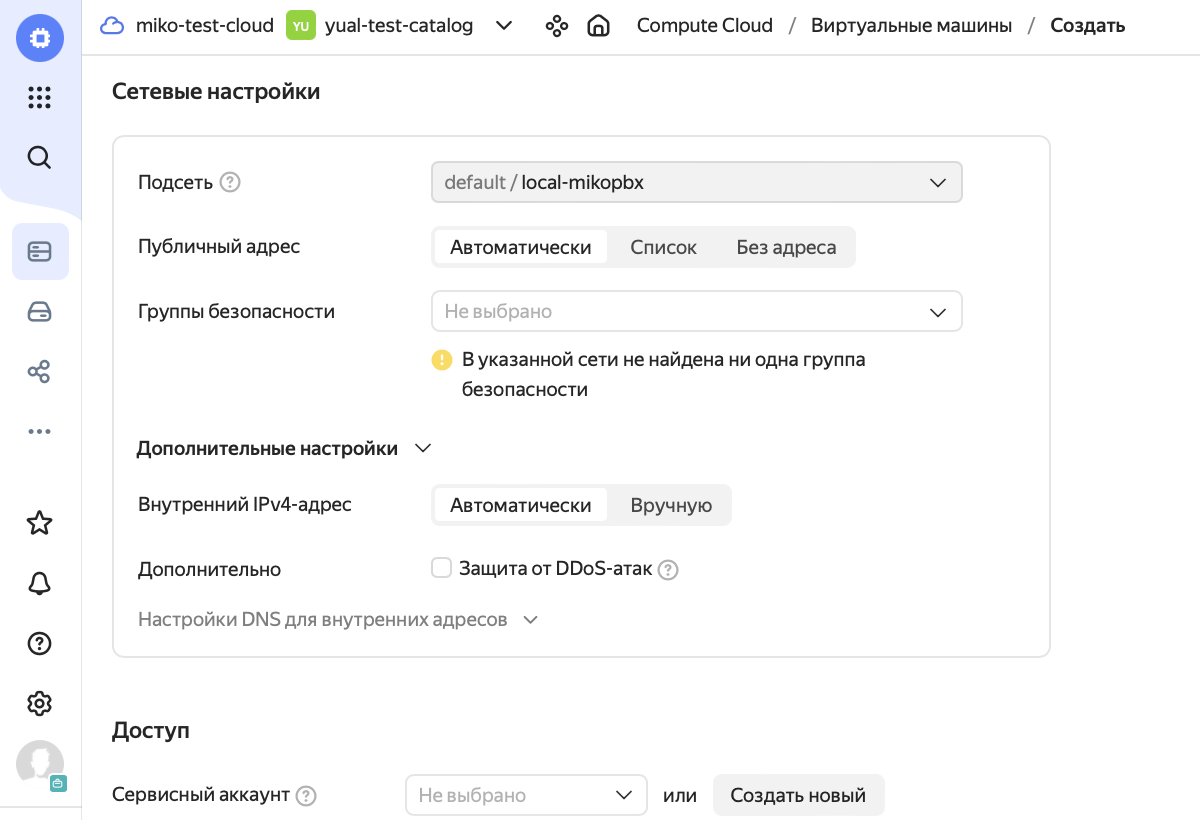 miko-test-cloud YU yual-test-catalog Compute Cloud / Виртуальные машины / Создать
Сетевые настройки
Подсеть ? default / local-mikopbx
Публичный адрес Автоматически Список Без адреса
Группы безопасности Не выбрано
! В указанной сети не найдена ни одна группа
безопасности
Дополнительные настройки
Внутренний IPv4-адрес Автоматически Вручную
Дополнительно Защита от DDoS-атак ?
Настройки DNS для внутренних адресов
Доступ
Сервисный аккаунт ? Не выбрано или Создать новый